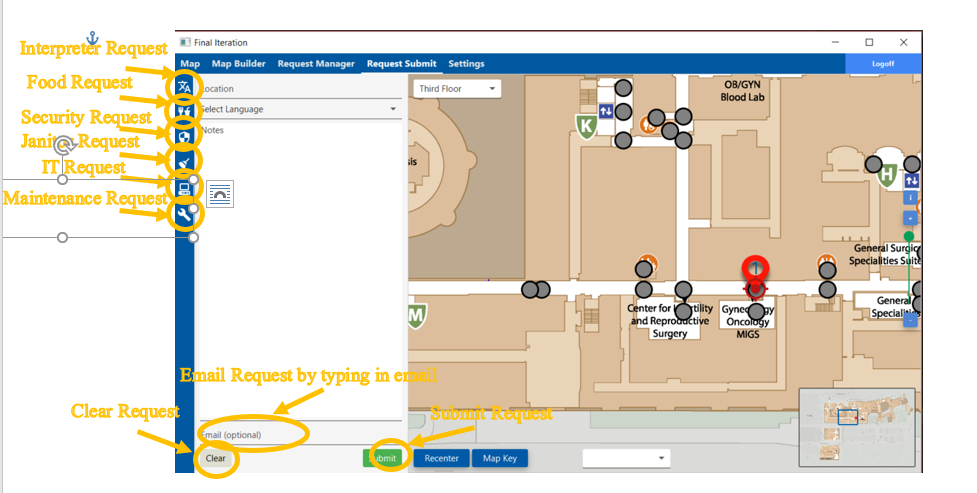 Interpreter Request
Food Request
Security Request
Janitor Request
IT Request
Maintenance Request
Final Iteration
Map Map Builder Request Manager Request Submit Settings Logoff
Location
Select Language
Notes
Third Floor
OB/GYN
Blood Lab
K
H
General Surgical
Specialities Suite
M
Center for Fertility
and Reproductive
Surgery
Gynecology
Oncology
MIGS
General
Specialities
Email Request by typing in email
Clear Request
Submit Request
Email (optional)
Clear
Submit
Recenter
Map Key